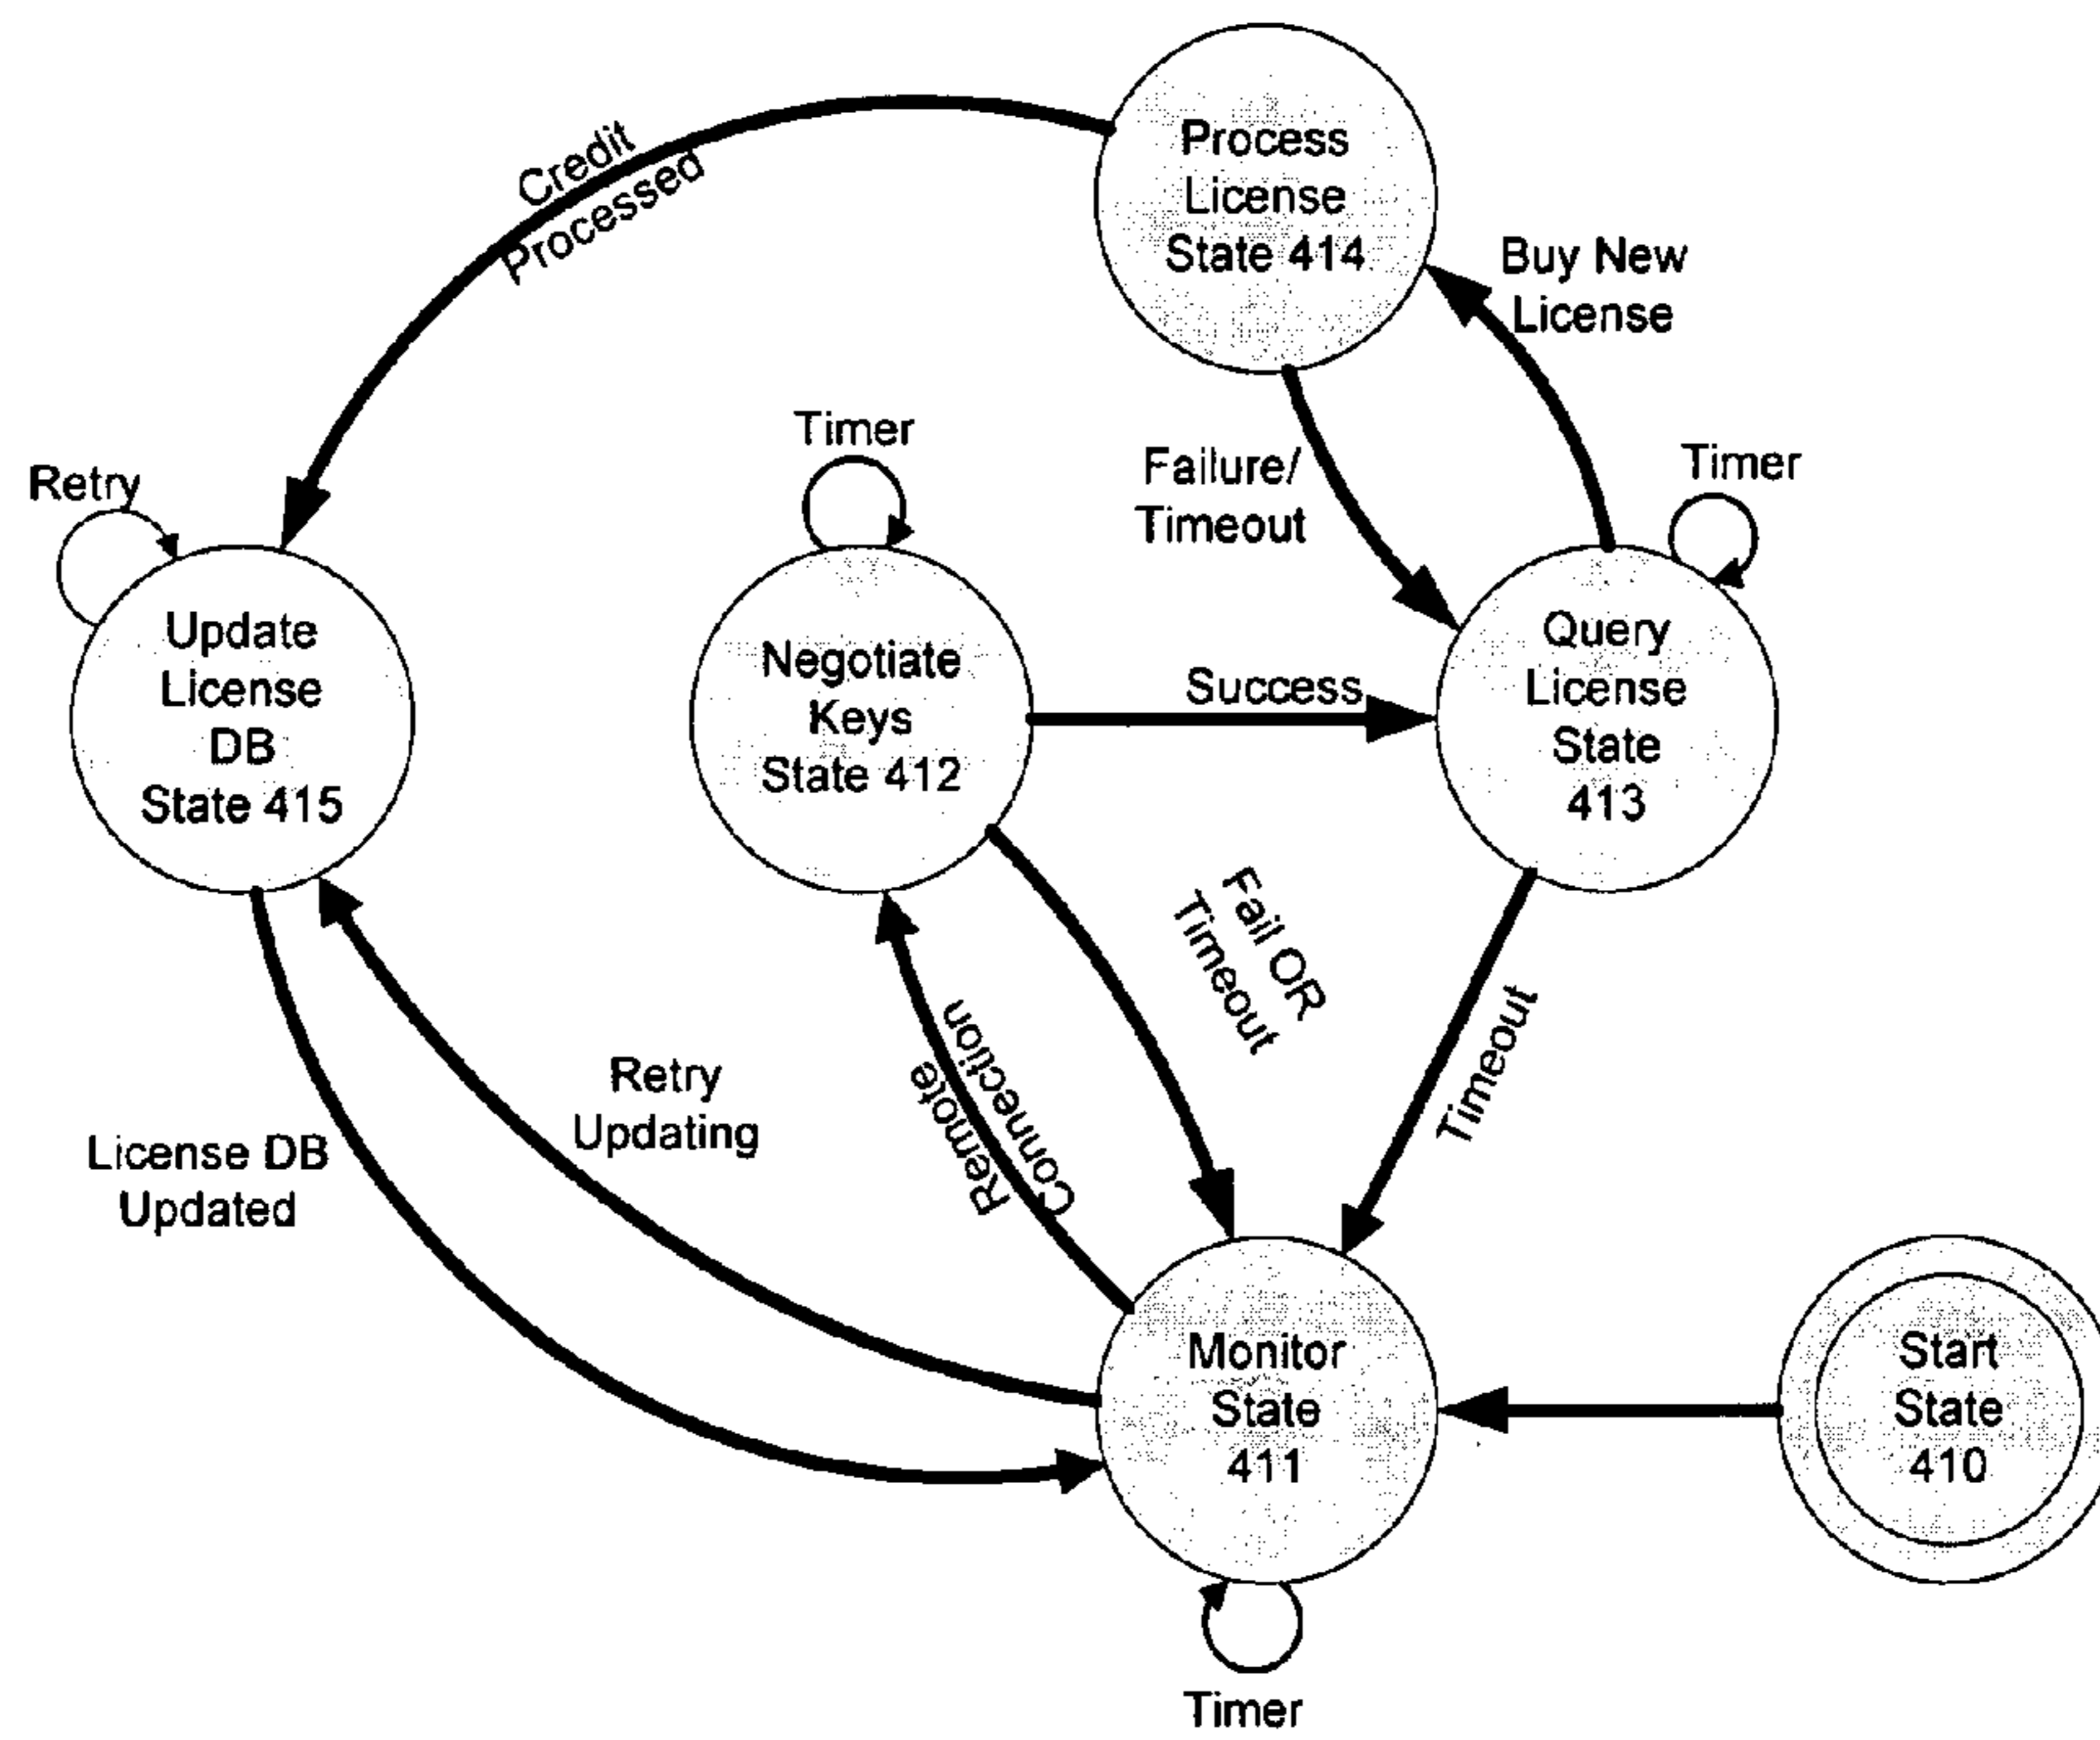 Process
License
State 414
Credit
Processed
Buy New
License
Timer
Failure/
Timeout
Timer
Retry
Update
License
DB
State 415
Negotiate
Keys
State 412
Success
Query
License
State
413
Fail OR
Timeout
Timeout
Remote
Connection
Retry
Updating
License DB
Updated
Monitor
State
411
Start
State
410
Timer